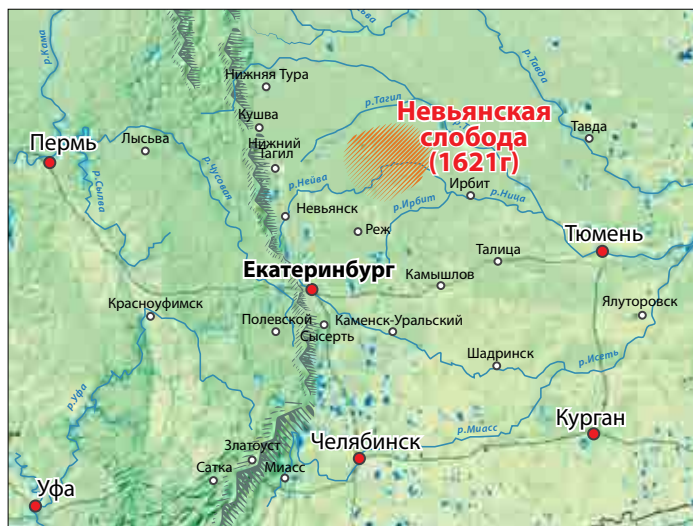 р.Кама
р.Тавда
Нижняя Тура
р.Тагил
Невьянская
слобода
(1621г)
Кушва
Тавда
Пермь
Лысьва
Нижний
Тагил
р.Чусовая
р.Сылва
р.Нейва
Ирбит
р.Ирбит
р.Ница
Невьянск
Реж
Тюмень
Талица
Екатеринбург
Камышлов
Красноуфимск
Полевской
Каменск-Уральский
Сысерть
Ялуторовск
Шадринск
р.Исеть
р.Уфа
Курган
р.Миасс
Златоуст
Челябинск
Сатка
Миасс
Уфа